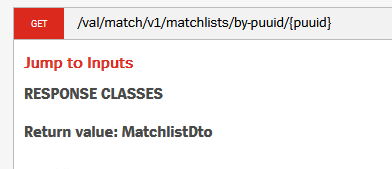 GET /val/match/v1/matchlists/by-puuid/{puuid}
Jump to Inputs
RESPONSE CLASSES
Return value: MatchlistDto